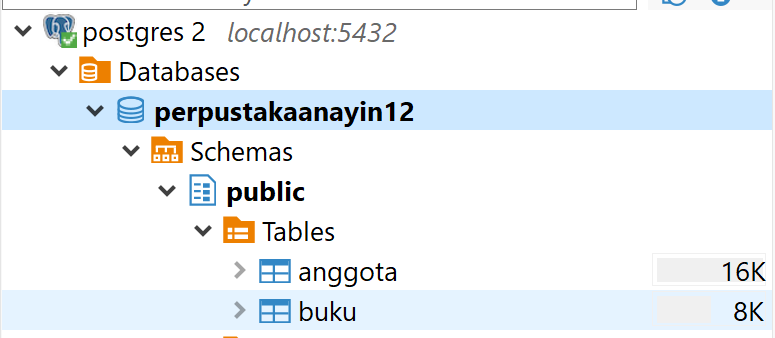 postgres 2 localhost:5432
Databases
perpustakaanayin12
Schemas
public
Tables
anggota 16K
buku 8K